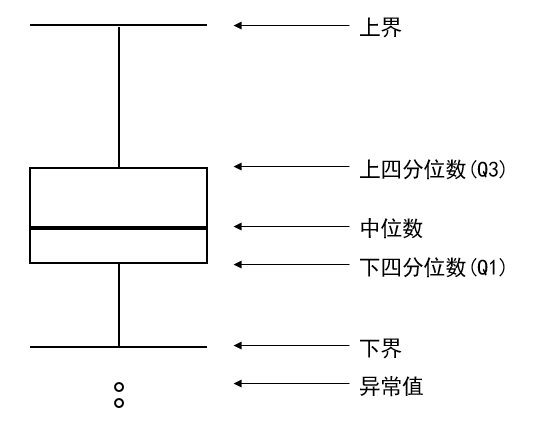 上界
上四分位数(Q3)
中位数
下四分位数(Q1)
下界
异常值